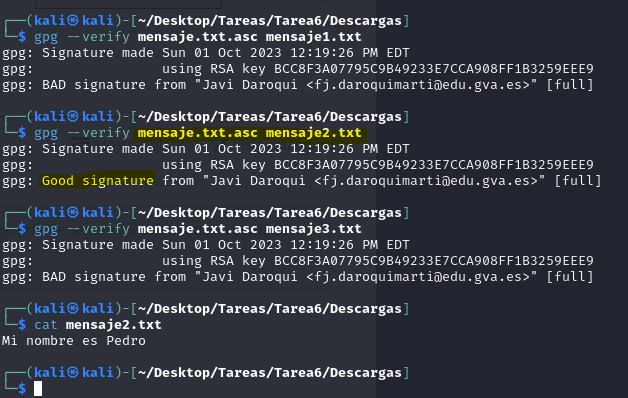 ┌──(kali㉿kali)-[~/Desktop/Tareas/Tarea6/Descargas]
└─$ gpg --verify mensaje.txt.asc mensaje1.txt
gpg: Signature made Sun 01 Oct 2023 12:19:26 PM EDT
gpg:                using RSA key BCC8F3A07795C9B49233E7CCA908FF1B3259EEE9
gpg: BAD signature from "Javi Daroqui <fj.daroquimarti@edu.gva.es>" [full]

┌──(kali㉿kali)-[~/Desktop/Tareas/Tarea6/Descargas]
└─$ gpg --verify mensaje.txt.asc mensaje2.txt
gpg: Signature made Sun 01 Oct 2023 12:19:26 PM EDT
gpg:                using RSA key BCC8F3A07795C9B49233E7CCA908FF1B3259EEE9
gpg: Good signature from "Javi Daroqui <fj.daroquimarti@edu.gva.es>" [full]

┌──(kali㉿kali)-[~/Desktop/Tareas/Tarea6/Descargas]
└─$ gpg --verify mensaje.txt.asc mensaje3.txt
gpg: Signature made Sun 01 Oct 2023 12:19:26 PM EDT
gpg:                using RSA key BCC8F3A07795C9B49233E7CCA908FF1B3259EEE9
gpg: BAD signature from "Javi Daroqui <fj.daroquimarti@edu.gva.es>" [full]

┌──(kali㉿kali)-[~/Desktop/Tareas/Tarea6/Descargas]
└─$ cat mensaje2.txt
Mi nombre es Pedro

┌──(kali㉿kali)-[~/Desktop/Tareas/Tarea6/Descargas]
└─$